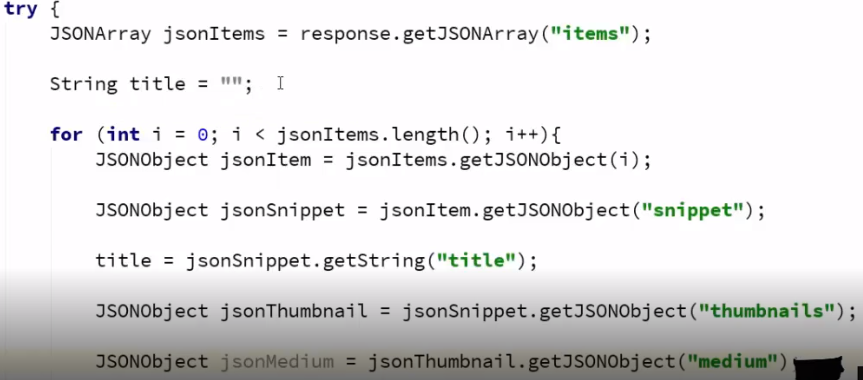 try {
JSONArray jsonItems = response.getJSONArray("items");
String title = "";
for (int i = 0; i < jsonItems.length(); i++){
JSONObject jsonItem = jsonItems.getJSONObject(i);
JSONObject jsonSnippet = jsonItem.getJSONObject("snippet");
title = jsonSnippet.getString("title");
JSONObject jsonThumbnail = jsonSnippet.getJSONObject("thumbnails");
JSONObject jsonMedium = jsonThumbnail.getJSONObject("medium")